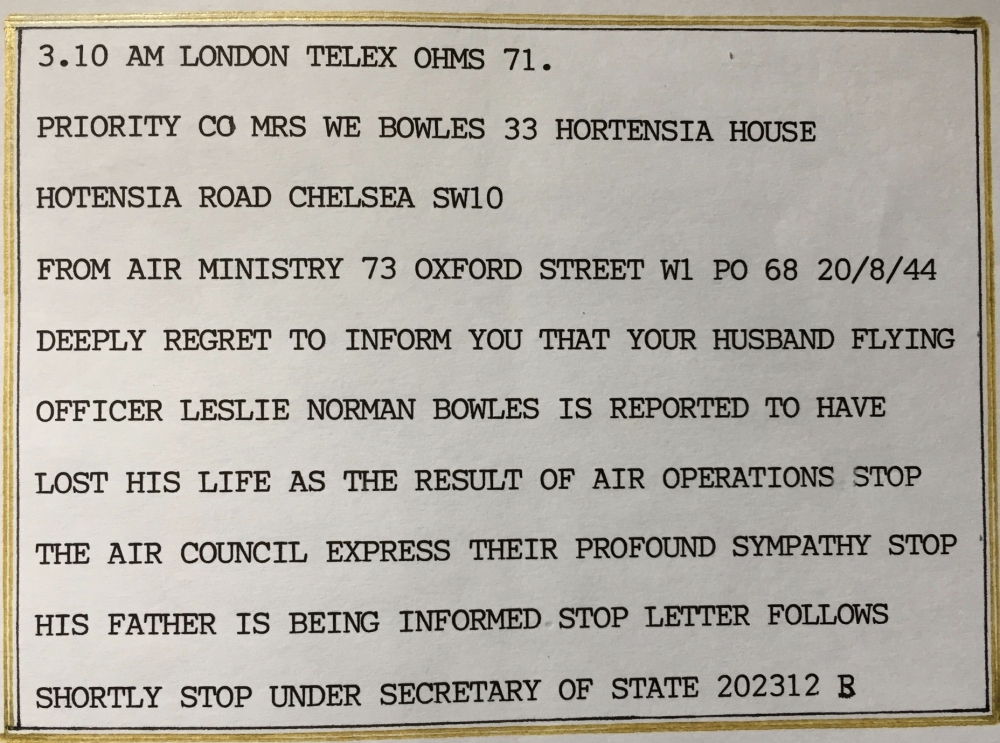 3.10 AM LONDON TELEX OHMS 71.
PRIORITY CO MRS WE BOWLES 33 HORTENSIA HOUSE
HOTENSIA ROAD CHELSEA SW10
FROM AIR MINISTRY 73 OXFORD STREET W1 PO 68 20/8/44
DEEPLY REGRET TO INFORM YOU THAT YOUR HUSBAND FLYING
OFFICER LESLIE NORMAN BOWLES IS REPORTED TO HAVE
LOST HIS LIFE AS THE RESULT OF AIR OPERATIONS STOP
THE AIR COUNCIL EXPRESS THEIR PROFOUND SYMPATHY STOP
HIS FATHER IS BEING INFORMED STOP LETTER FOLLOWS
SHORTLY STOP UNDER SECRETARY OF STATE 202312 B